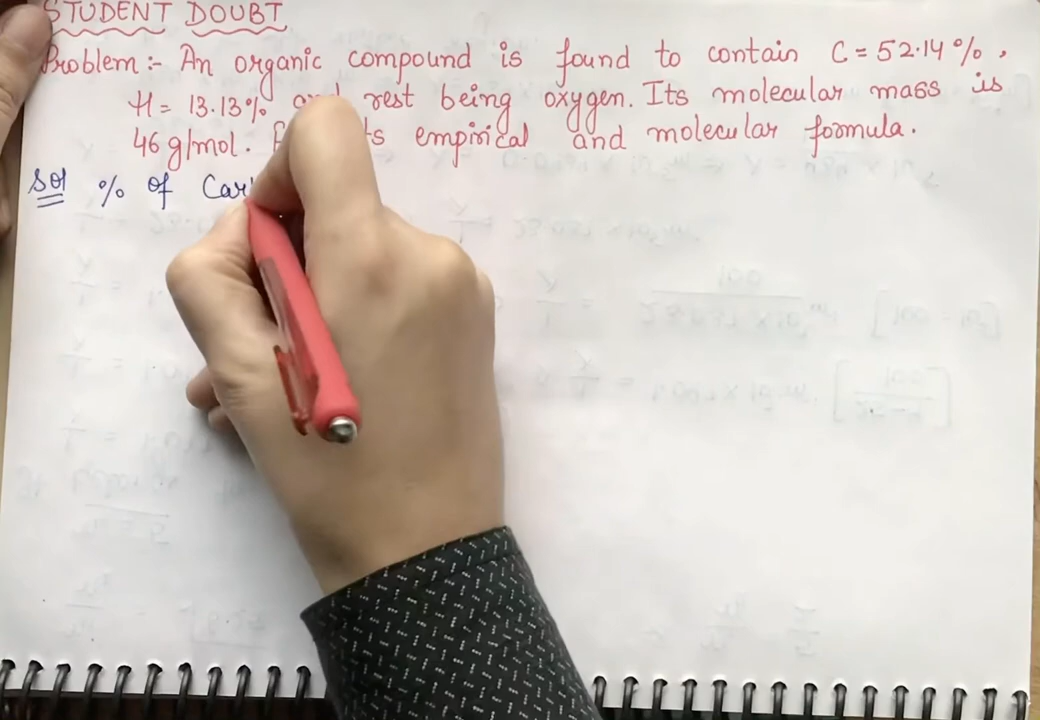 STUDENT DOUBT
Problem:- An organic compound is found to contain C = 52.14%,
H = 13.13% rest being oxygen. Its molecular mass is
46 g/mol. empirical and molecular formula.
Sol % of